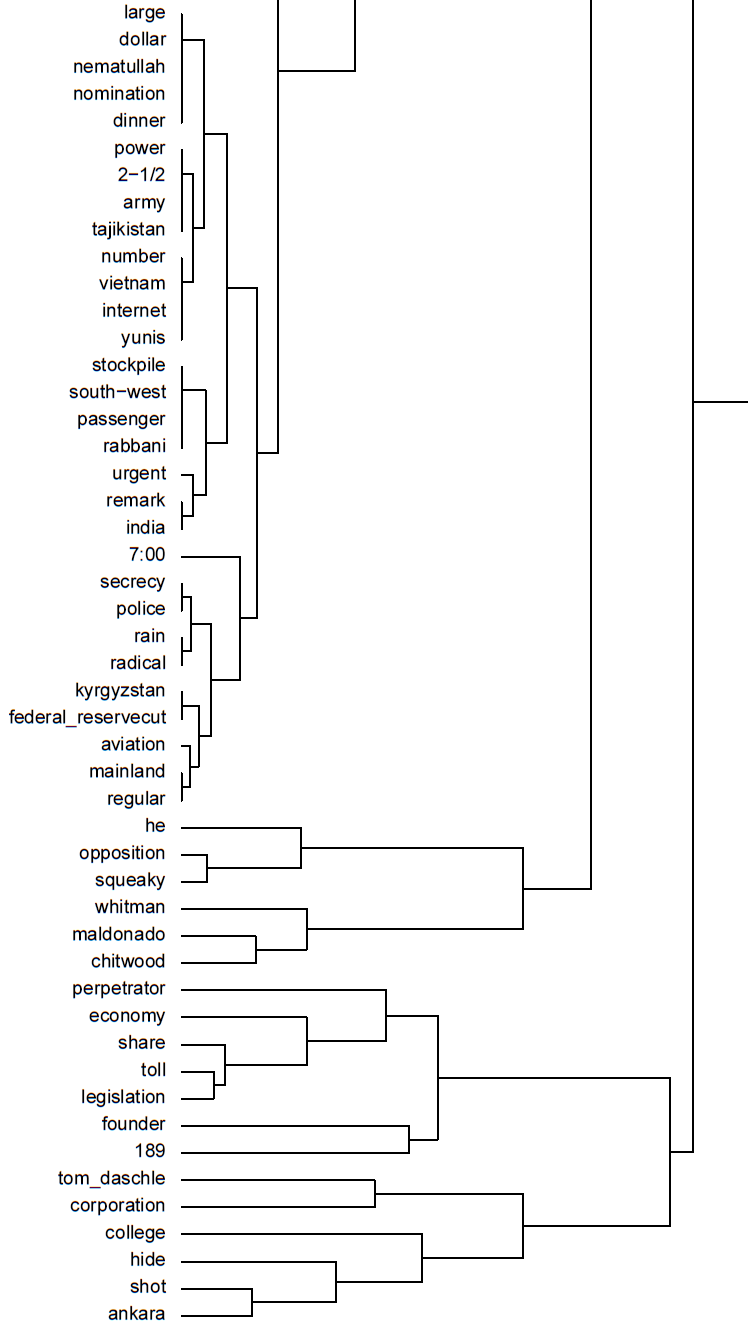 large
dollar
nematullah
nomination
dinner
power
2−1/2
army
tajikistan
number
vietnam
internet
yunis
stockpile
south−west
passenger
rabbani
urgent
remark
india
7:00
secrecy
police
rain
radical
kyrgyzstan
federal_reservecut
aviation
mainland
regular
he
opposition
squeaky
whitman
maldonado
chitwood
perpetrator
economy
share
toll
legislation
founder
189
tom_daschle
corporation
college
hide
shot
ankara